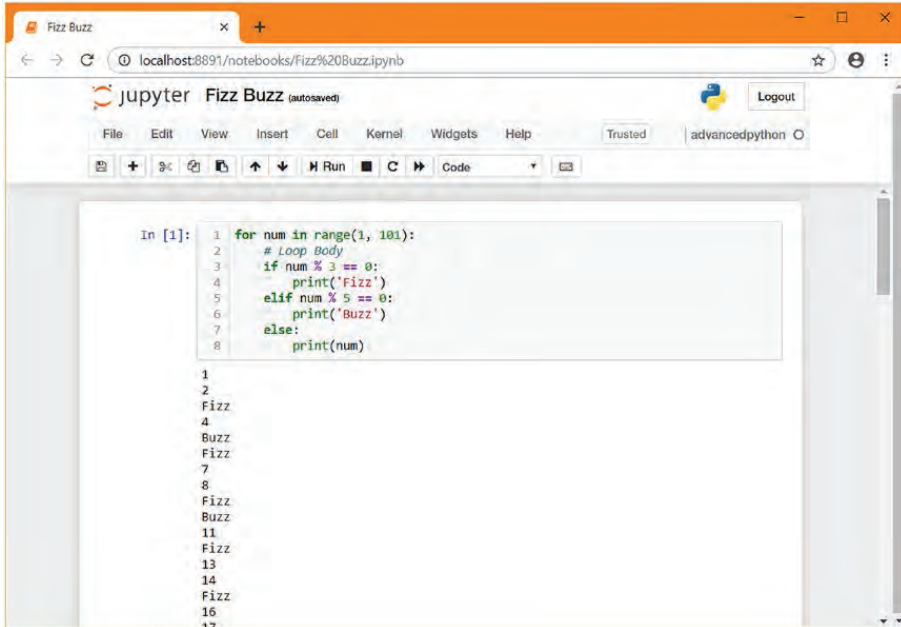 Fizz Buzz
localhost:8891/notebooks/Fizz%20Buzz.ipynb
jupyter Fizz Buzz (autosaved)
Logout
File Edit View Insert Cell Kernel Widgets Help Trusted advancedpython
Run C Code
In [1]:
1 for num in range(1, 101):
2     # Loop Body
3     if num % 3 == 0:
4         print('Fizz')
5     elif num % 5 == 0:
6         print('Buzz')
7     else:
8         print(num)
1
2
Fizz
4
Buzz
Fizz
7
8
Fizz
Buzz
11
Fizz
13
14
Fizz
16
17